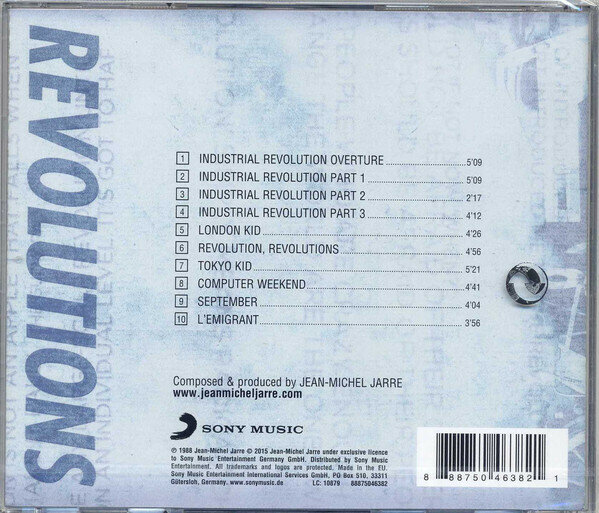 REVOLUTIONS
1 INDUSTRIAL REVOLUTION OVERTURE 5'09
2 INDUSTRIAL REVOLUTION PART 1 5'09
3 INDUSTRIAL REVOLUTION PART 2 2'17
4 INDUSTRIAL REVOLUTION PART 3 4'12
5 LONDON KID 4'26
6 REVOLUTION, REVOLUTIONS 4'56
7 TOKYO KID 5'21
8 COMPUTER WEEKEND 4'41
9 SEPTEMBER 4'04
10 L'EMIGRANT 3'56
Composed & produced by JEAN-MICHEL JARRE
www.jeanmicheljarre.com
SONY MUSIC
℗ 1988 Jean-Michel Jarre © 2015 Jean-Michel Jarre under exclusive licence
to Sony Music Entertainment Germany GmbH. Distributed by Sony Music
Entertainment. All trademarks and logos are protected. Made in the EU.
Sony Music Entertainment International Services GmbH, PO Box 510, 33311
Gütersloh, Germany. www.sonymusic.de LC 10879 88875046382
8 88750 46382 1